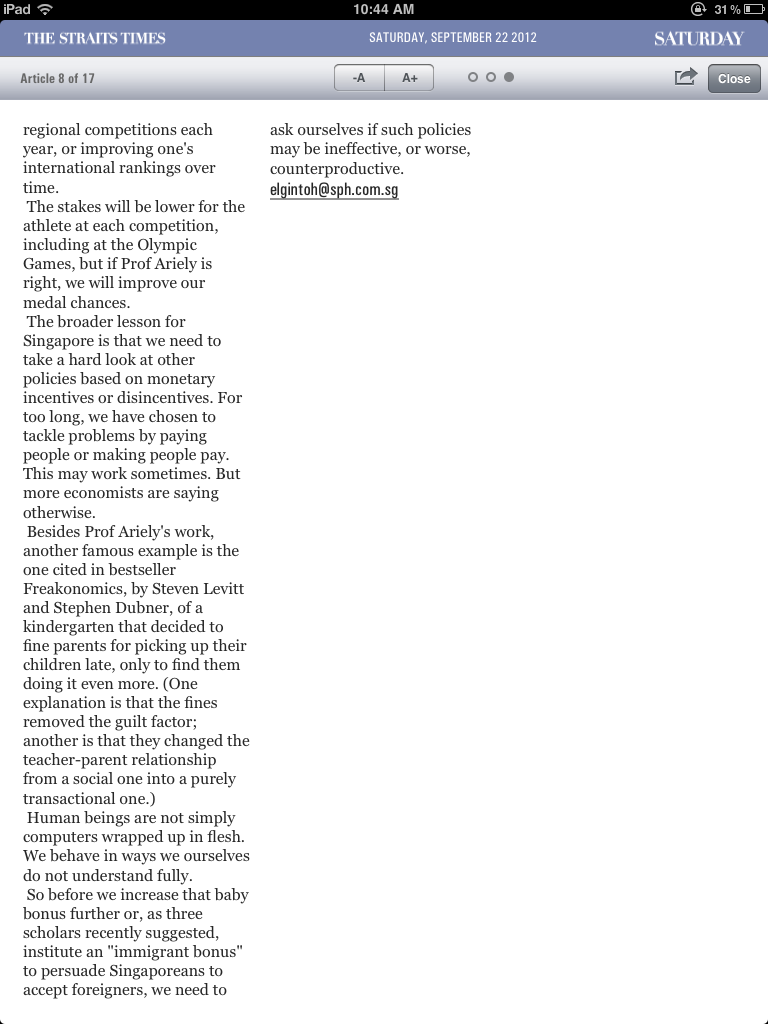 iPad 10:44 AM 31 %
THE STRAITS TIMES SATURDAY, SEPTEMBER 22 2012 SATURDAY
Article 8 of 17 -A A+ Close
regional competitions each
year, or improving one's
international rankings over
time.
The stakes will be lower for the
athlete at each competition,
including at the Olympic
Games, but if Prof Ariely is
right, we will improve our
medal chances.
The broader lesson for
Singapore is that we need to
take a hard look at other
policies based on monetary
incentives or disincentives. For
too long, we have chosen to
tackle problems by paying
people or making people pay.
This may work sometimes. But
more economists are saying
otherwise.
Besides Prof Ariely's work,
another famous example is the
one cited in bestseller
Freakonomics, by Steven Levitt
and Stephen Dubner, of a
kindergarten that decided to
fine parents for picking up their
children late, only to find them
doing it even more. (One
explanation is that the fines
removed the guilt factor;
another is that they changed the
teacher-parent relationship
from a social one into a purely
transactional one.)
Human beings are not simply
computers wrapped up in flesh.
We behave in ways we ourselves
do not understand fully.
So before we increase that baby
bonus further or, as three
scholars recently suggested,
institute an "immigrant bonus"
to persuade Singaporeans to
accept foreigners, we need to
ask ourselves if such policies
may be ineffective, or worse,
counterproductive.
elgintoh@sph.com.sg